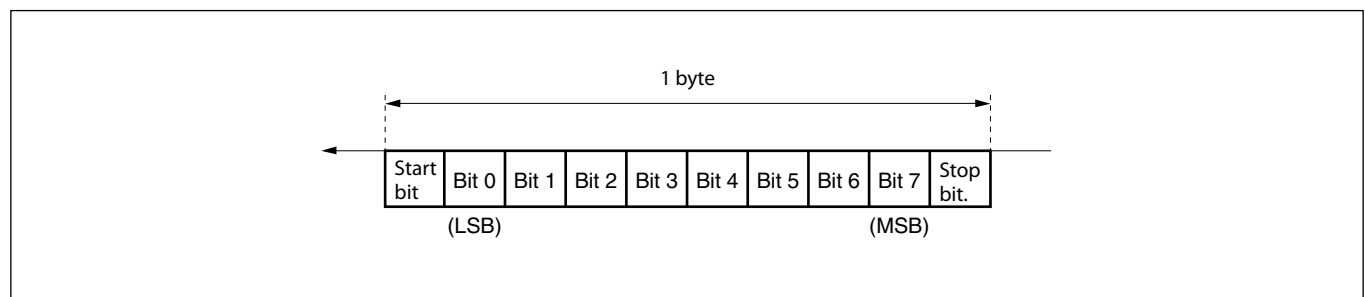 1 byte
Start bit Bit 0 Bit 1 Bit 2 Bit 3 Bit 4 Bit 5 Bit 6 Bit 7 Stop bit.
(LSB) (MSB)